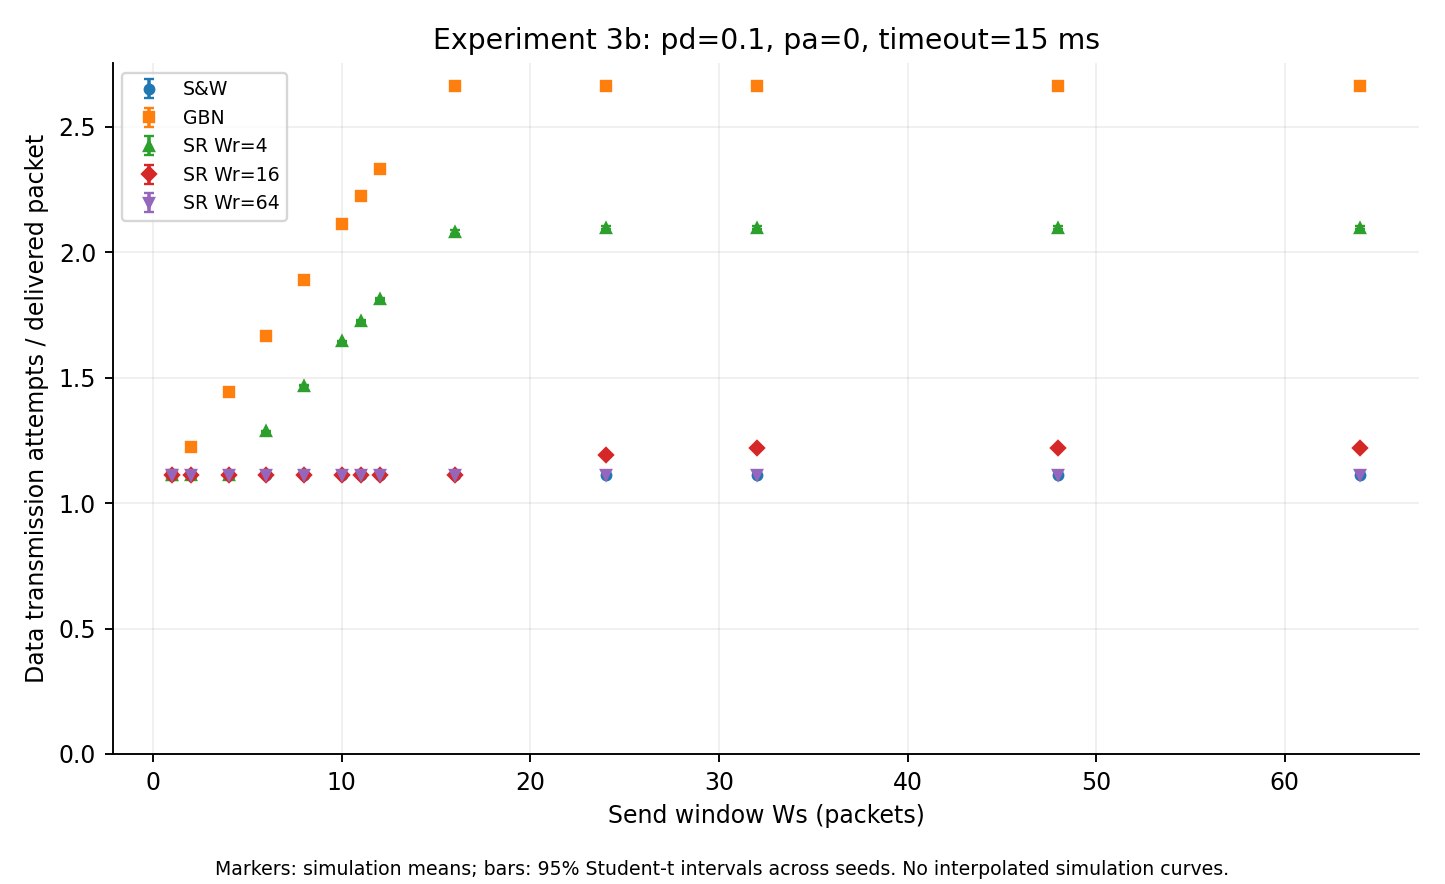 Experiment 3b: pd=0.1, pa=0, timeout=15 ms
S&W
GBN
SR Wr=4
SR Wr=16
SR Wr=64
Data transmission attempts / delivered packet
2.5
2.0
1.5
1.0
0.5
0.0
0 10 20 30 40 50 60
Send window Ws (packets)
Markers: simulation means; bars: 95% Student-t intervals across seeds. No interpolated simulation curves.